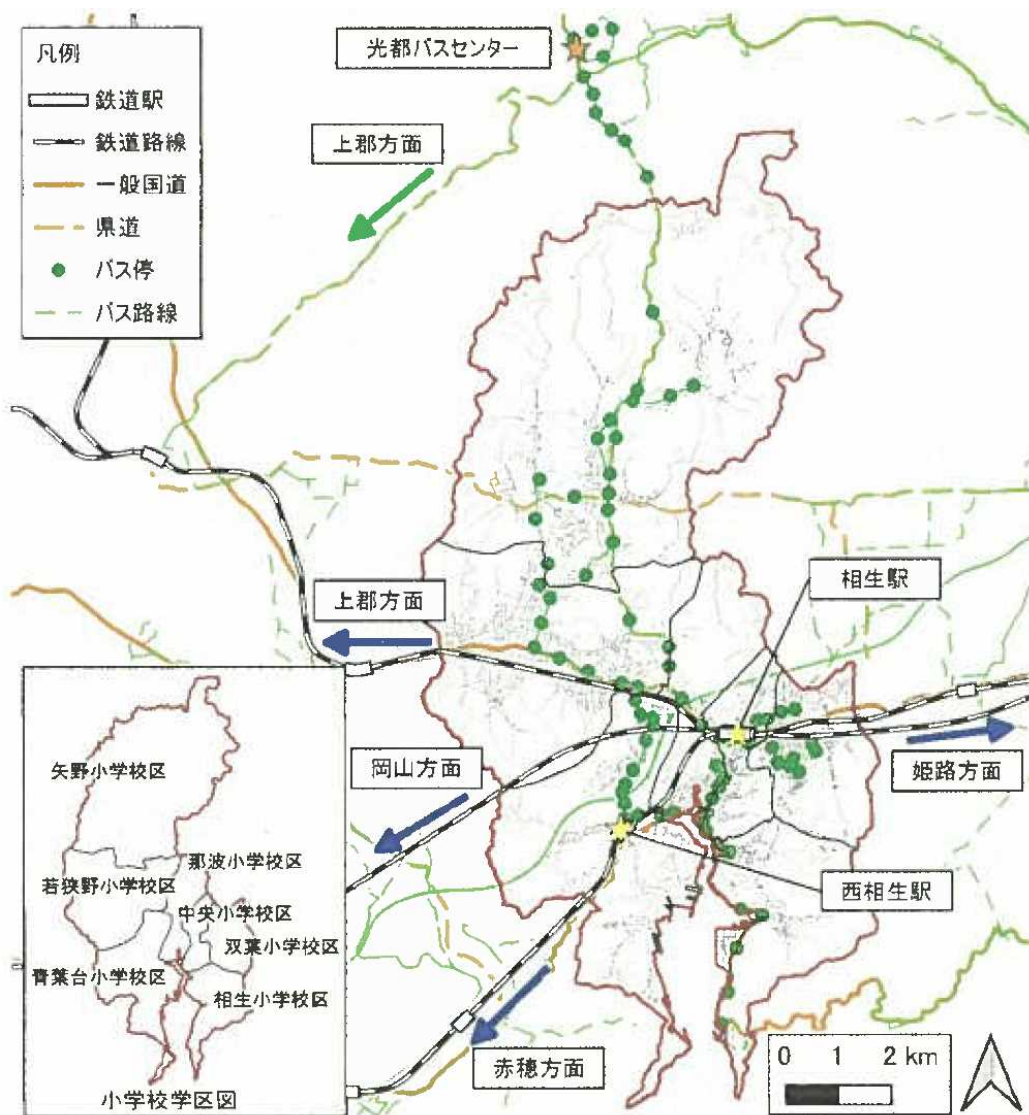 凡例
鉄道駅
鉄道路線
一般国道
県道
バス停
バス路線
光都バスセンター
上郡方面
相生駅
上郡方面
岡山方面
姫路方面
西相生駅
赤穂方面
矢野小学校区
那波小学校区
若狭野小学校区
中央小学校区
双葉小学校区
青葉台小学校区
相生小学校区
小学校学区図
0 1 2 km